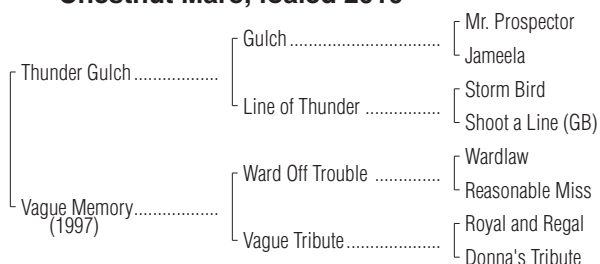 Chestnut Mare; foaled 2010
Mr. Prospector
Gulch
Jameela
Thunder Gulch
Storm Bird
Line of Thunder
Shoot a Line (GB)
Wardlaw
Ward Off Trouble
Reasonable Miss
Vague Memory
(1997)
Royal and Regal
Vague Tribute
Donna's Tribute